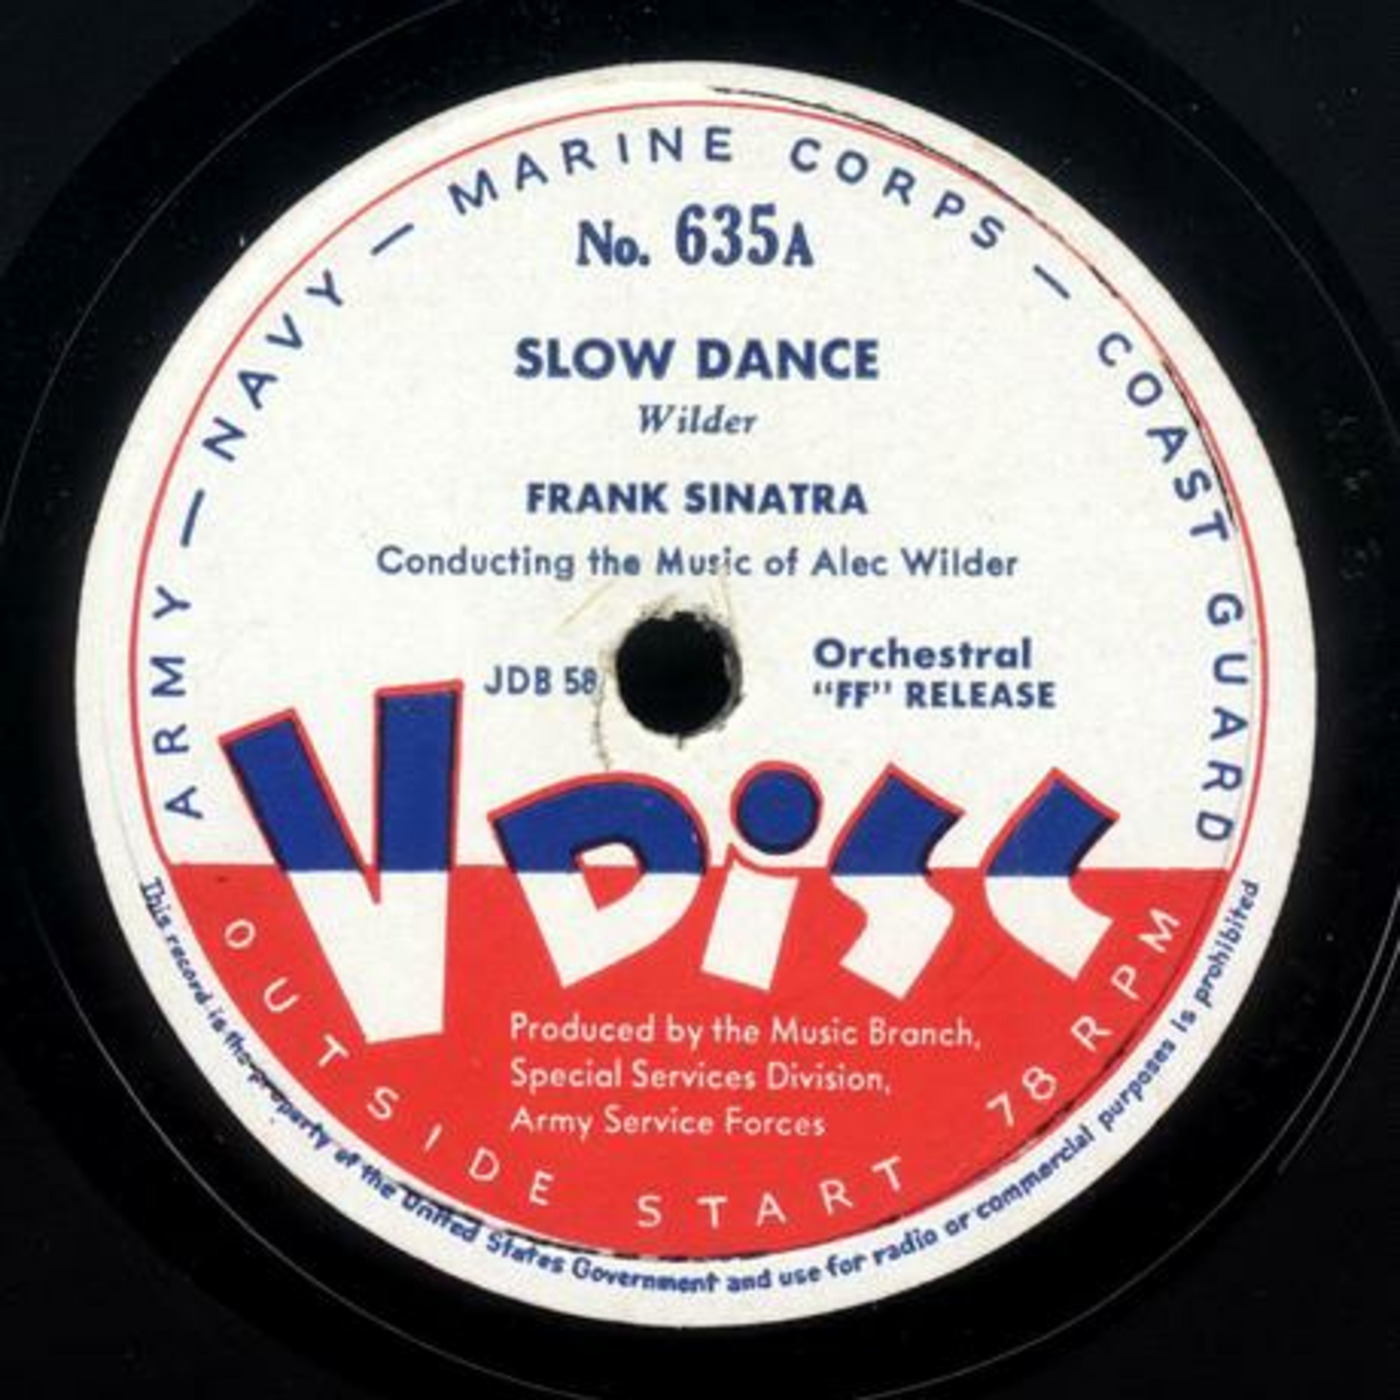 ARMY — NAVY — MARINE CORPS — COAST GUARD
No. 635A
SLOW DANCE
Wilder
FRANK SINATRA
Conducting the Music of Alec Wilder
JDB 58
Orchestral
“FF” RELEASE
V Disc
Produced by the Music Branch,
Special Services Division,
Army Service Forces
OUTSIDE START 78 RPM
This record is the property of the United States Government and use for radio or commercial purposes is prohibited